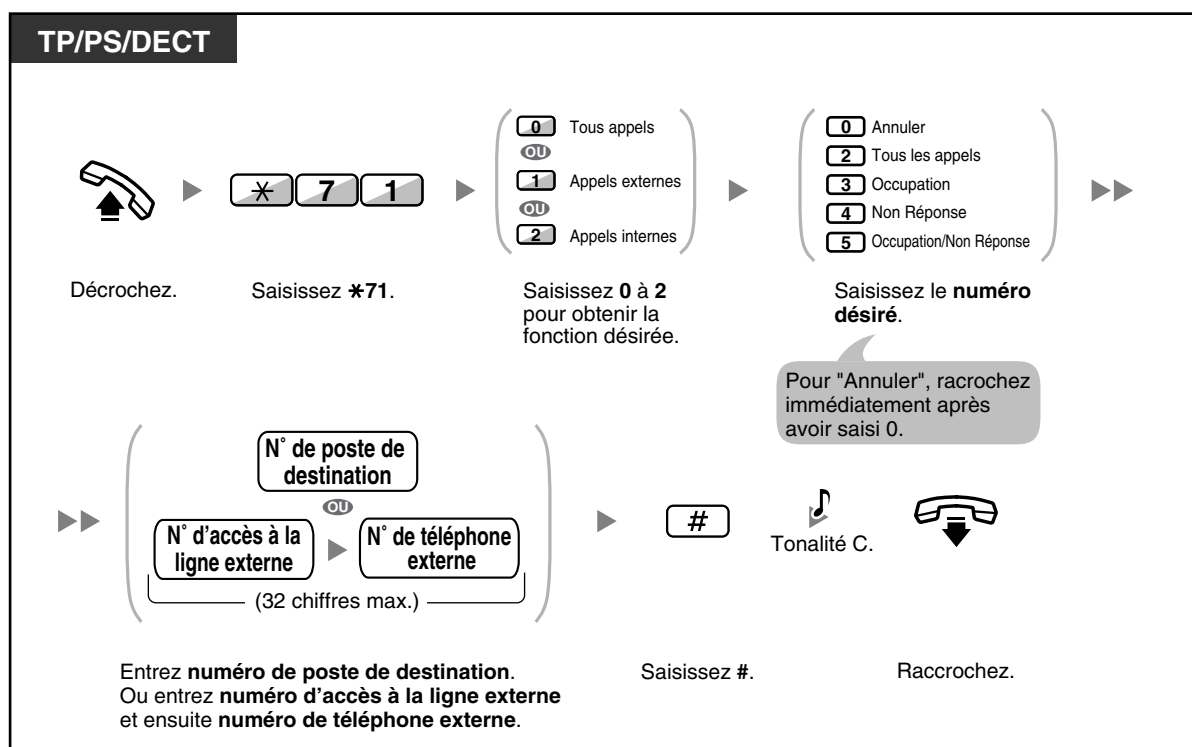 TP/PS/DECT
0 Tous appels
OU
1 Appels externes
OU
2 Appels internes
0 Annuler
2 Tous les appels
3 Occupation
4 Non Réponse
5 Occupation/Non Réponse
* 7 1
Décrochez.
Saisissez *71.
Saisissez 0 à 2
pour obtenir la
fonction désirée.
Saisissez le numéro
désiré.
Pour "Annuler", racrochez
immédiatement après
avoir saisi 0.
N° de poste de
destination
OU
N° d'accès à la
ligne externe
N° de téléphone
externe
(32 chiffres max.)
#
Tonalité C.
Entrez numéro de poste de destination.
Ou entrez numéro d'accès à la ligne externe
et ensuite numéro de téléphone externe.
Saisissez #.
Raccrochez.